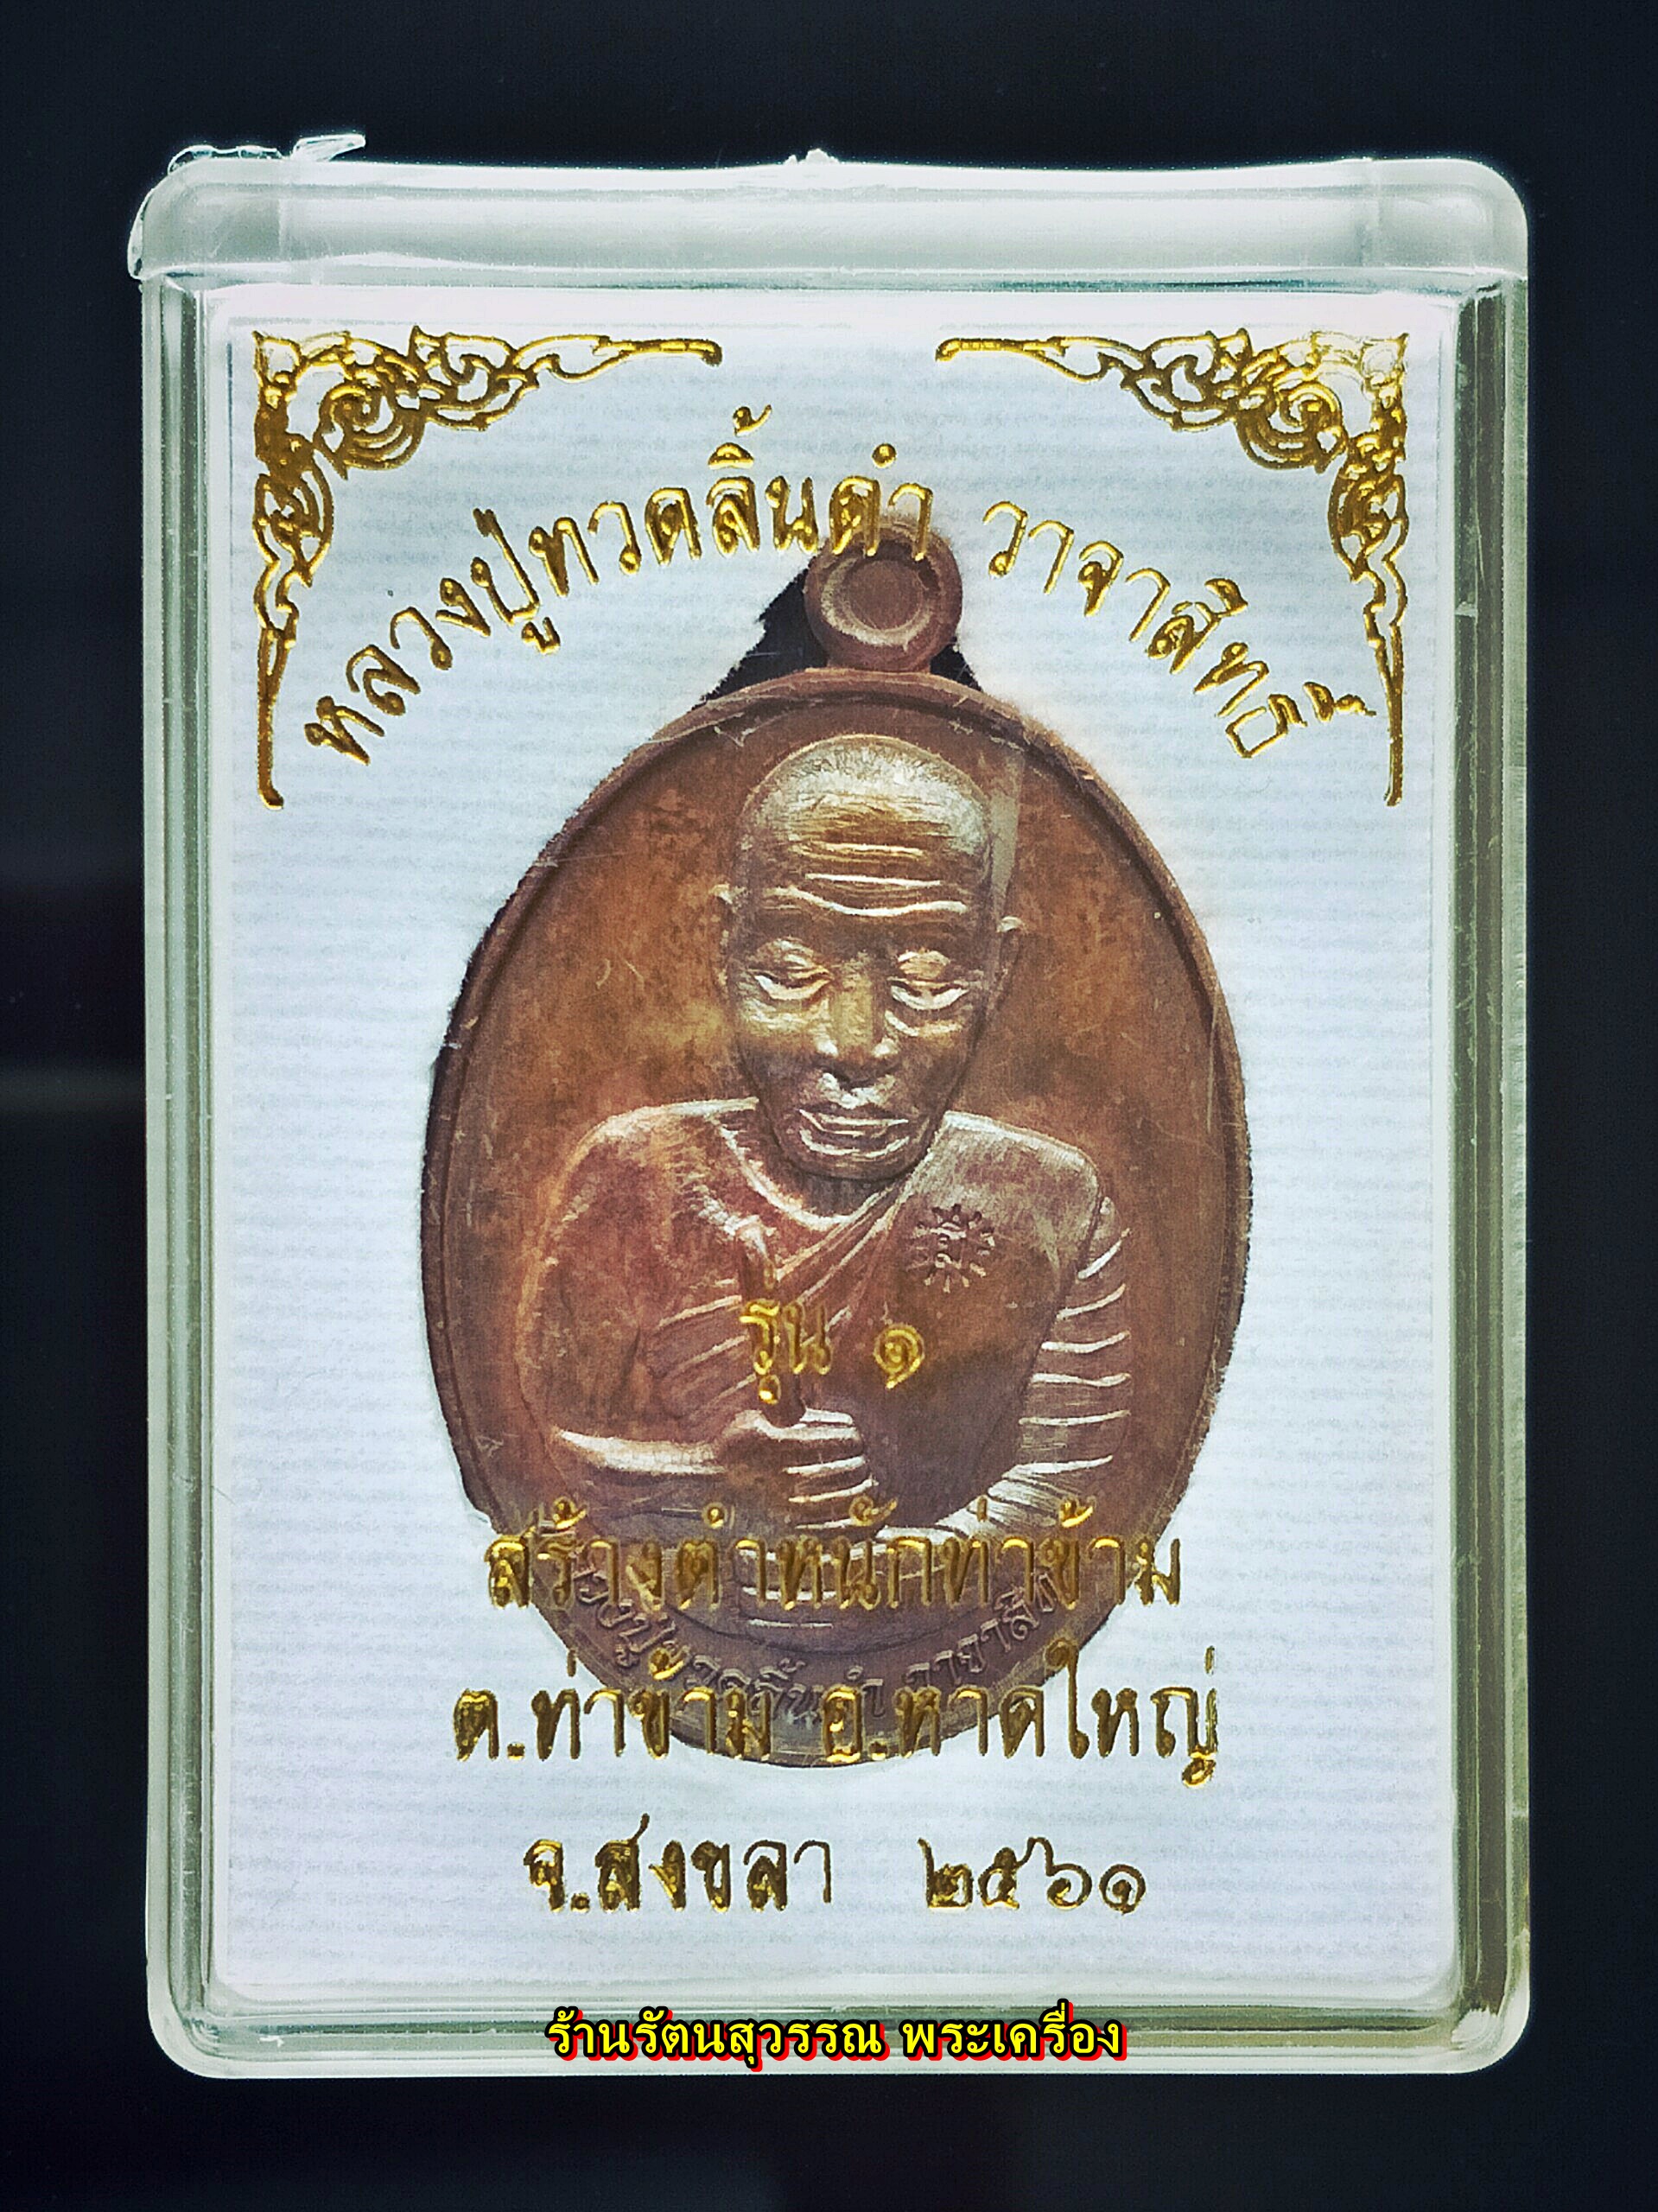 หลวงปู่ทวดลิ้นดำ วาจาสิทธิ์
รุ่น ๑
สร้างตำหนักท่าข้าม
ต.ท่าข้าม อ.หาดใหญ่
จ.สงขลา ๒๕๖๑
ร้านรัตนสุวรรณ พระเครื่อง